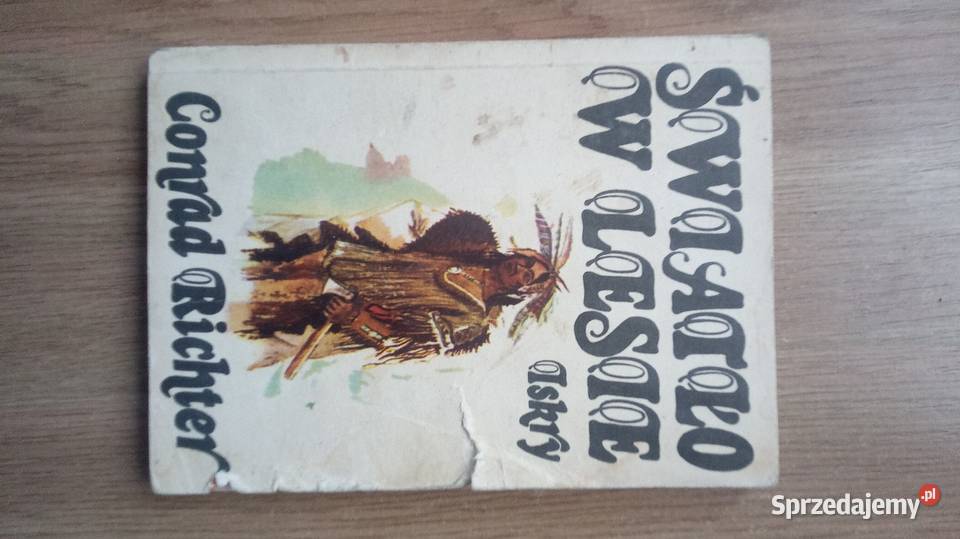 ŚWIATŁO
W LESIE
Iskry
Conrad Richter
Sprzedajemy.pl